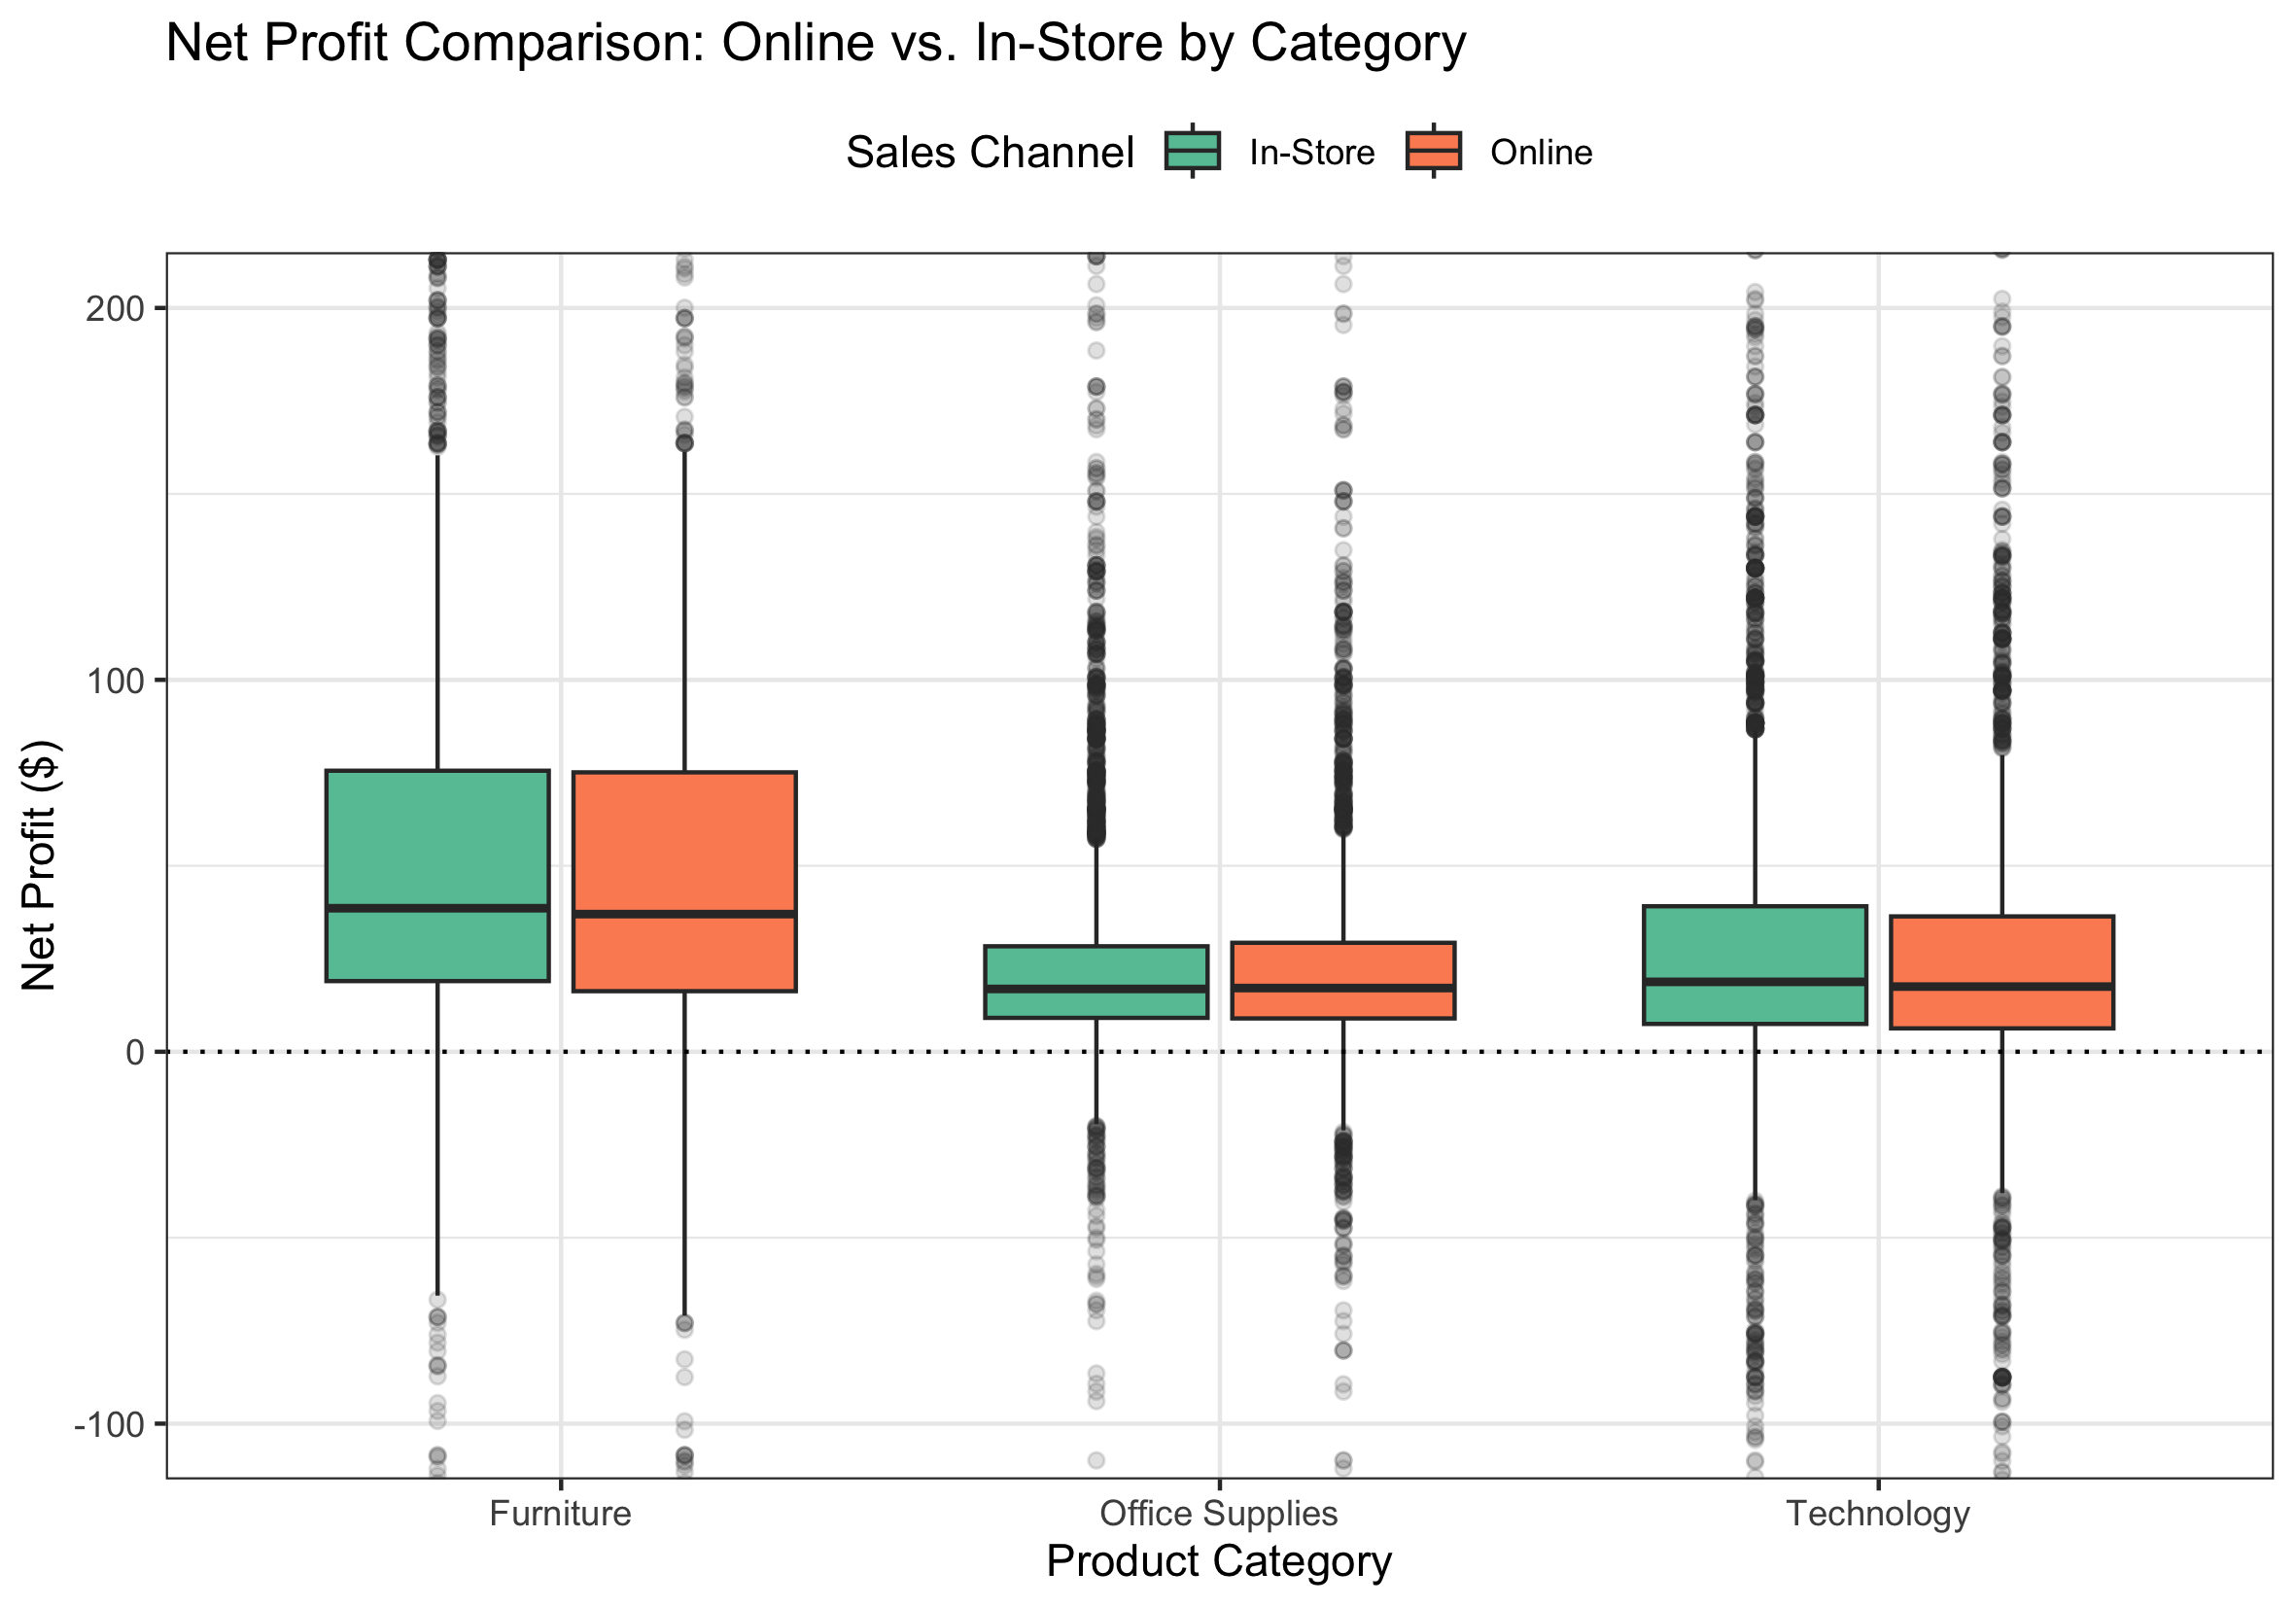 Net Profit Comparison: Online vs. In-Store by Category
Sales Channel In-Store Online
200
100
0
-100
Net Profit ($)
Furniture Office Supplies Technology
Product Category